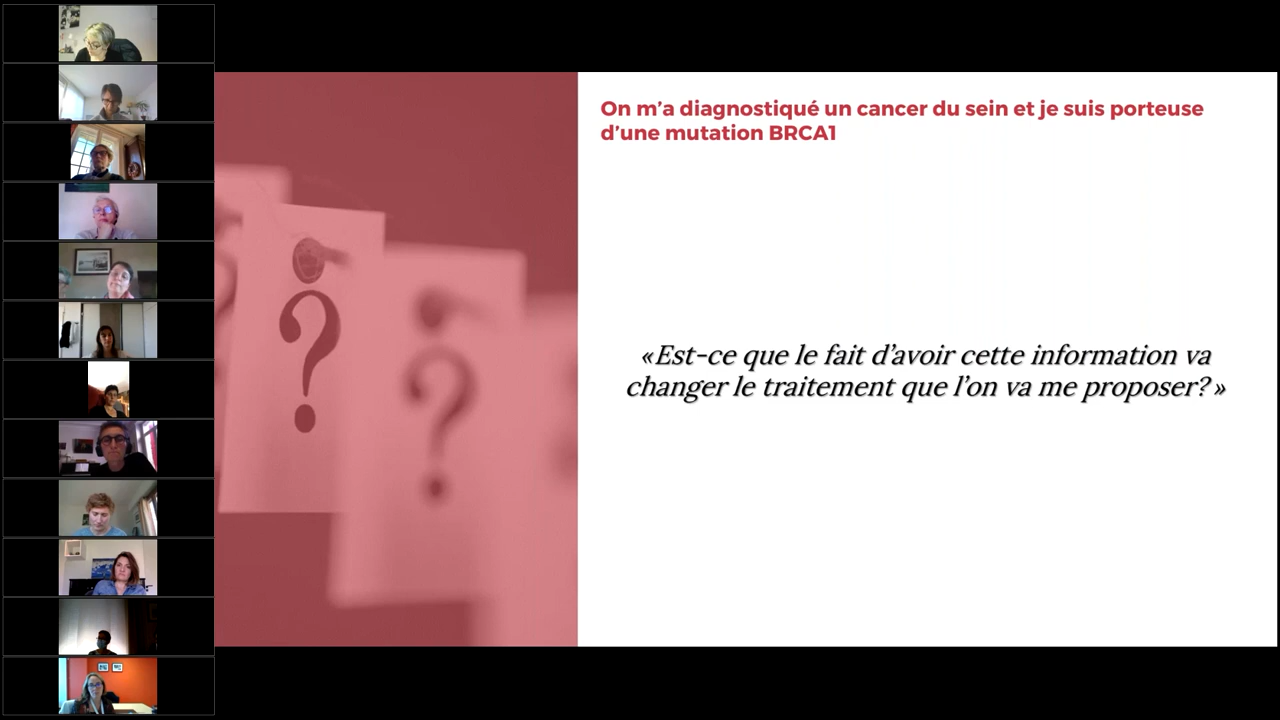 On m’a diagnostiqué un cancer du sein et je suis porteuse
d’une mutation BRCA1
«Est-ce que le fait d’avoir cette information va
changer le traitement que l’on va me proposer? »
?
?